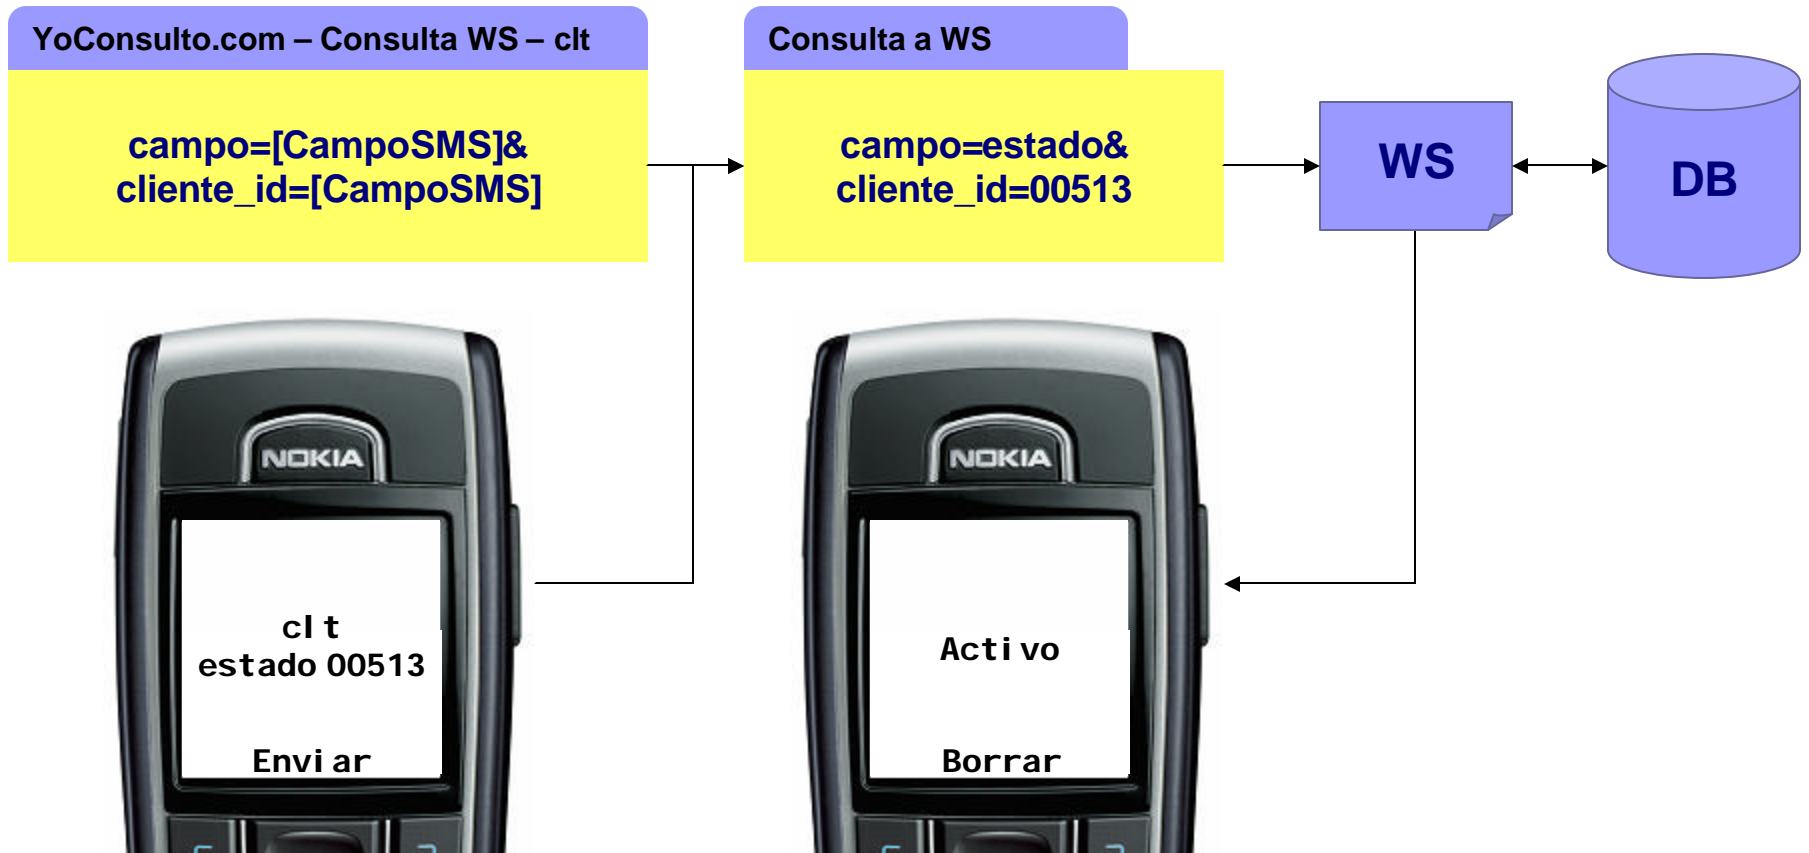 YoConsulto.com – Consulta WS – clt
campo=[CampoSMS]&
cliente_id=[CampoSMS]
Consulta a WS
campo=estado&
cliente_id=00513
WS
DB
NOKIA
clt
estado 00513
Enviar
NOKIA
Activo
Borrar